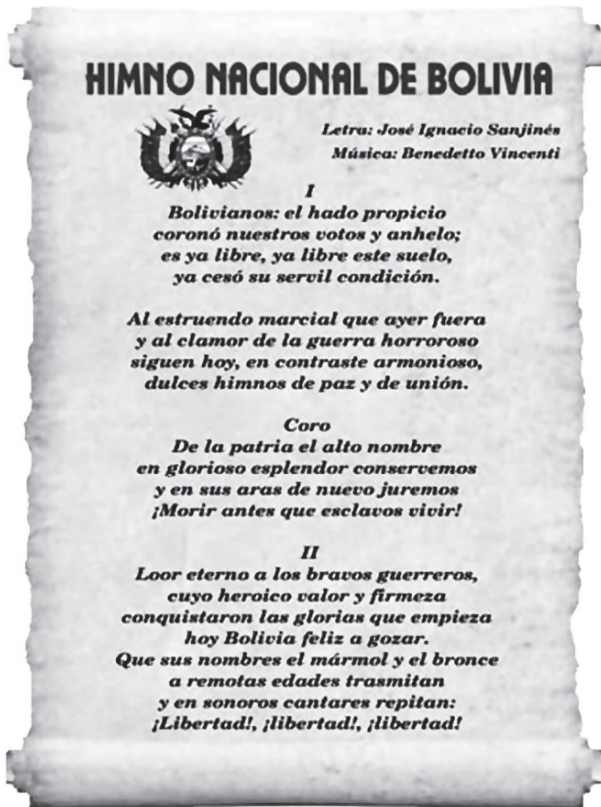 HIMNO NACIONAL DE BOLIVIA
Letra: José Ignacio Sanjinés
Música: Benedetto Vincenti
I
Bolivianos: el hado propicio
coronó nuestros votos y anhelo;
es ya libre, ya libre este suelo,
ya cesó su servil condición.
Al estruendo marcial que ayer fuera
y al clamor de la guerra horroroso
siguen hoy, en contraste armonioso,
dulces himnos de paz y de unión.
Coro
De la patria el alto nombre
en glorioso esplendor conservemos
y en sus aras de nuevo juremos
¡Morir antes que esclavos vivir!
II
Loor eterno a los bravos guerreros,
cuyo heroico valor y firmeza
conquistaron las glorias que empieza
hoy Bolivia feliz a gozar.
Que sus nombres el mármol y el bronce
a remotas edades trasmitan
y en sonoros cantares repitan:
¡Libertad!, ¡libertad!, ¡libertad!